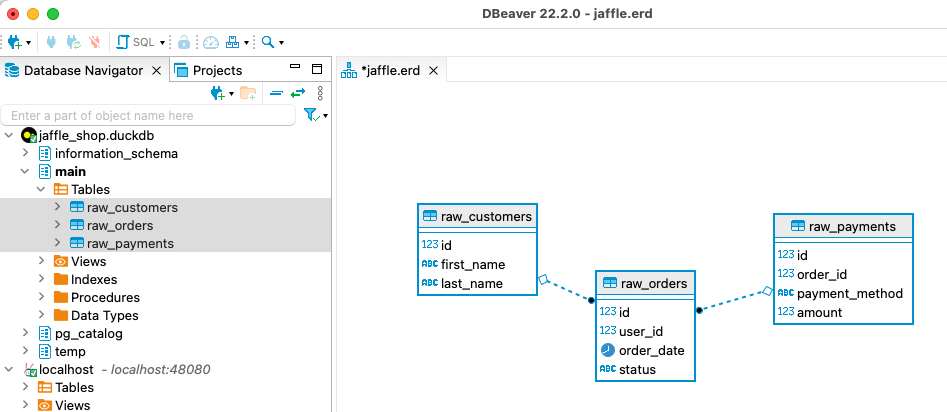 DBeaver 22.2.0 - jaffle.erd
SQL
Database Navigator
Projects
Enter a part of object name here
jaffle_shop.duckdb
information_schema
main
Tables
raw_customers
raw_orders
raw_payments
Views
Indexes
Procedures
Data Types
pg_catalog
temp
localhost - localhost:48080
Tables
Views
*jaffle.erd
raw_customers
123 id
ABC first_name
ABC last_name
raw_orders
123 id
123 user_id
order_date
ABC status
raw_payments
123 id
123 order_id
ABC payment_method
123 amount